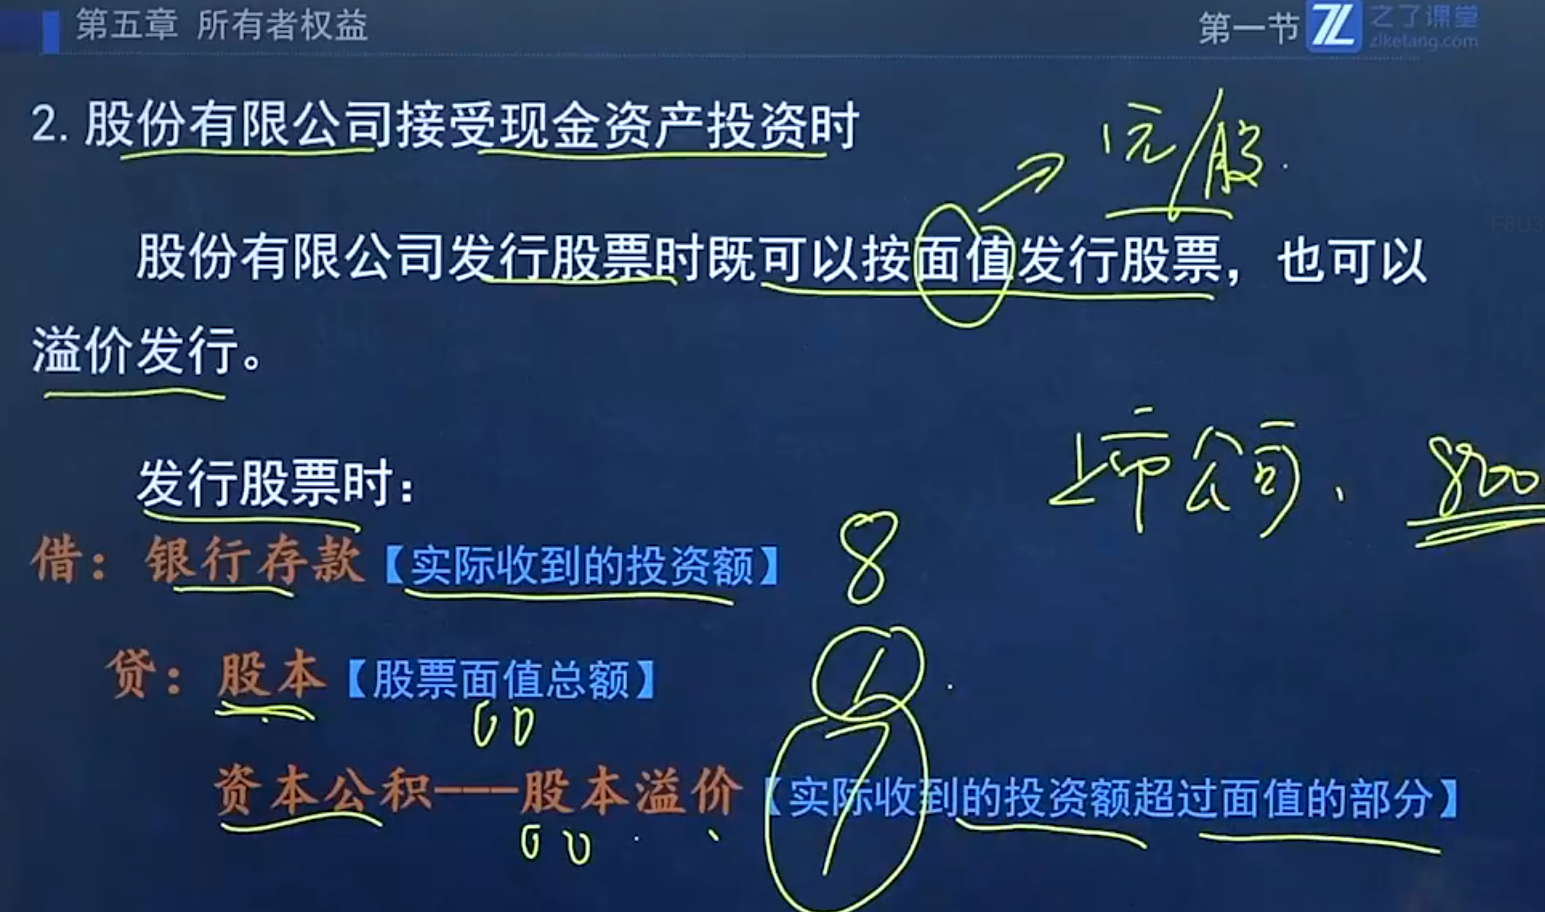 第五章 所有者权益
第一节
之了课堂
zlketang.com
2. 股份有限公司接受现金资产投资时
1元/股
股份有限公司发行股票时既可以按面值发行股票，也可以
溢价发行。
上市公司、
发行股票时：
借：银行存款【实际收到的投资额】 8
贷：股本【股票面值总额】 1
资本公积---股本溢价【实际收到的投资额超过面值的部分】 7